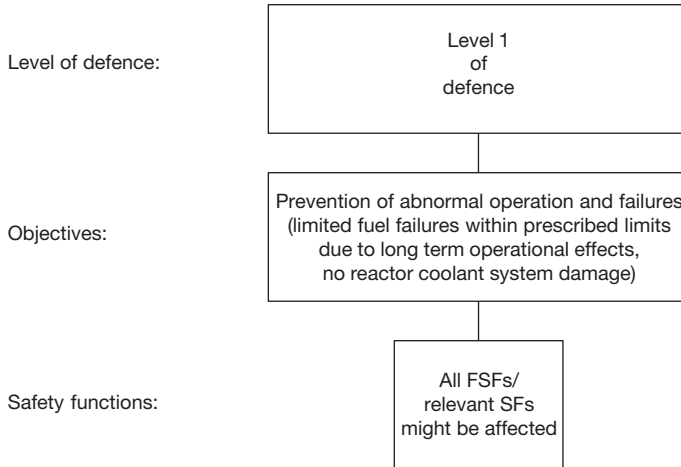 Level of defence:
Level 1
of
defence
Objectives:
Prevention of abnormal operation and failures
(limited fuel failures within prescribed limits
due to long term operational effects,
no reactor coolant system damage)
Safety functions:
All FSFs/
relevant SFs
might be affected